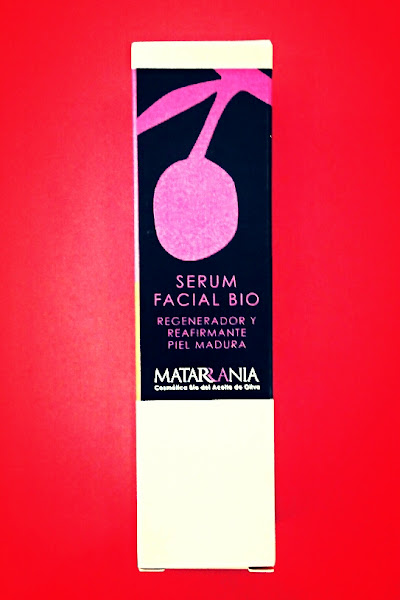 SERUM
FACIAL BIO
REGENERADOR Y
REAFIRMANTE
PIEL MADURA
MATARRANIA
Cosmética Bio del Aceite de Oliva